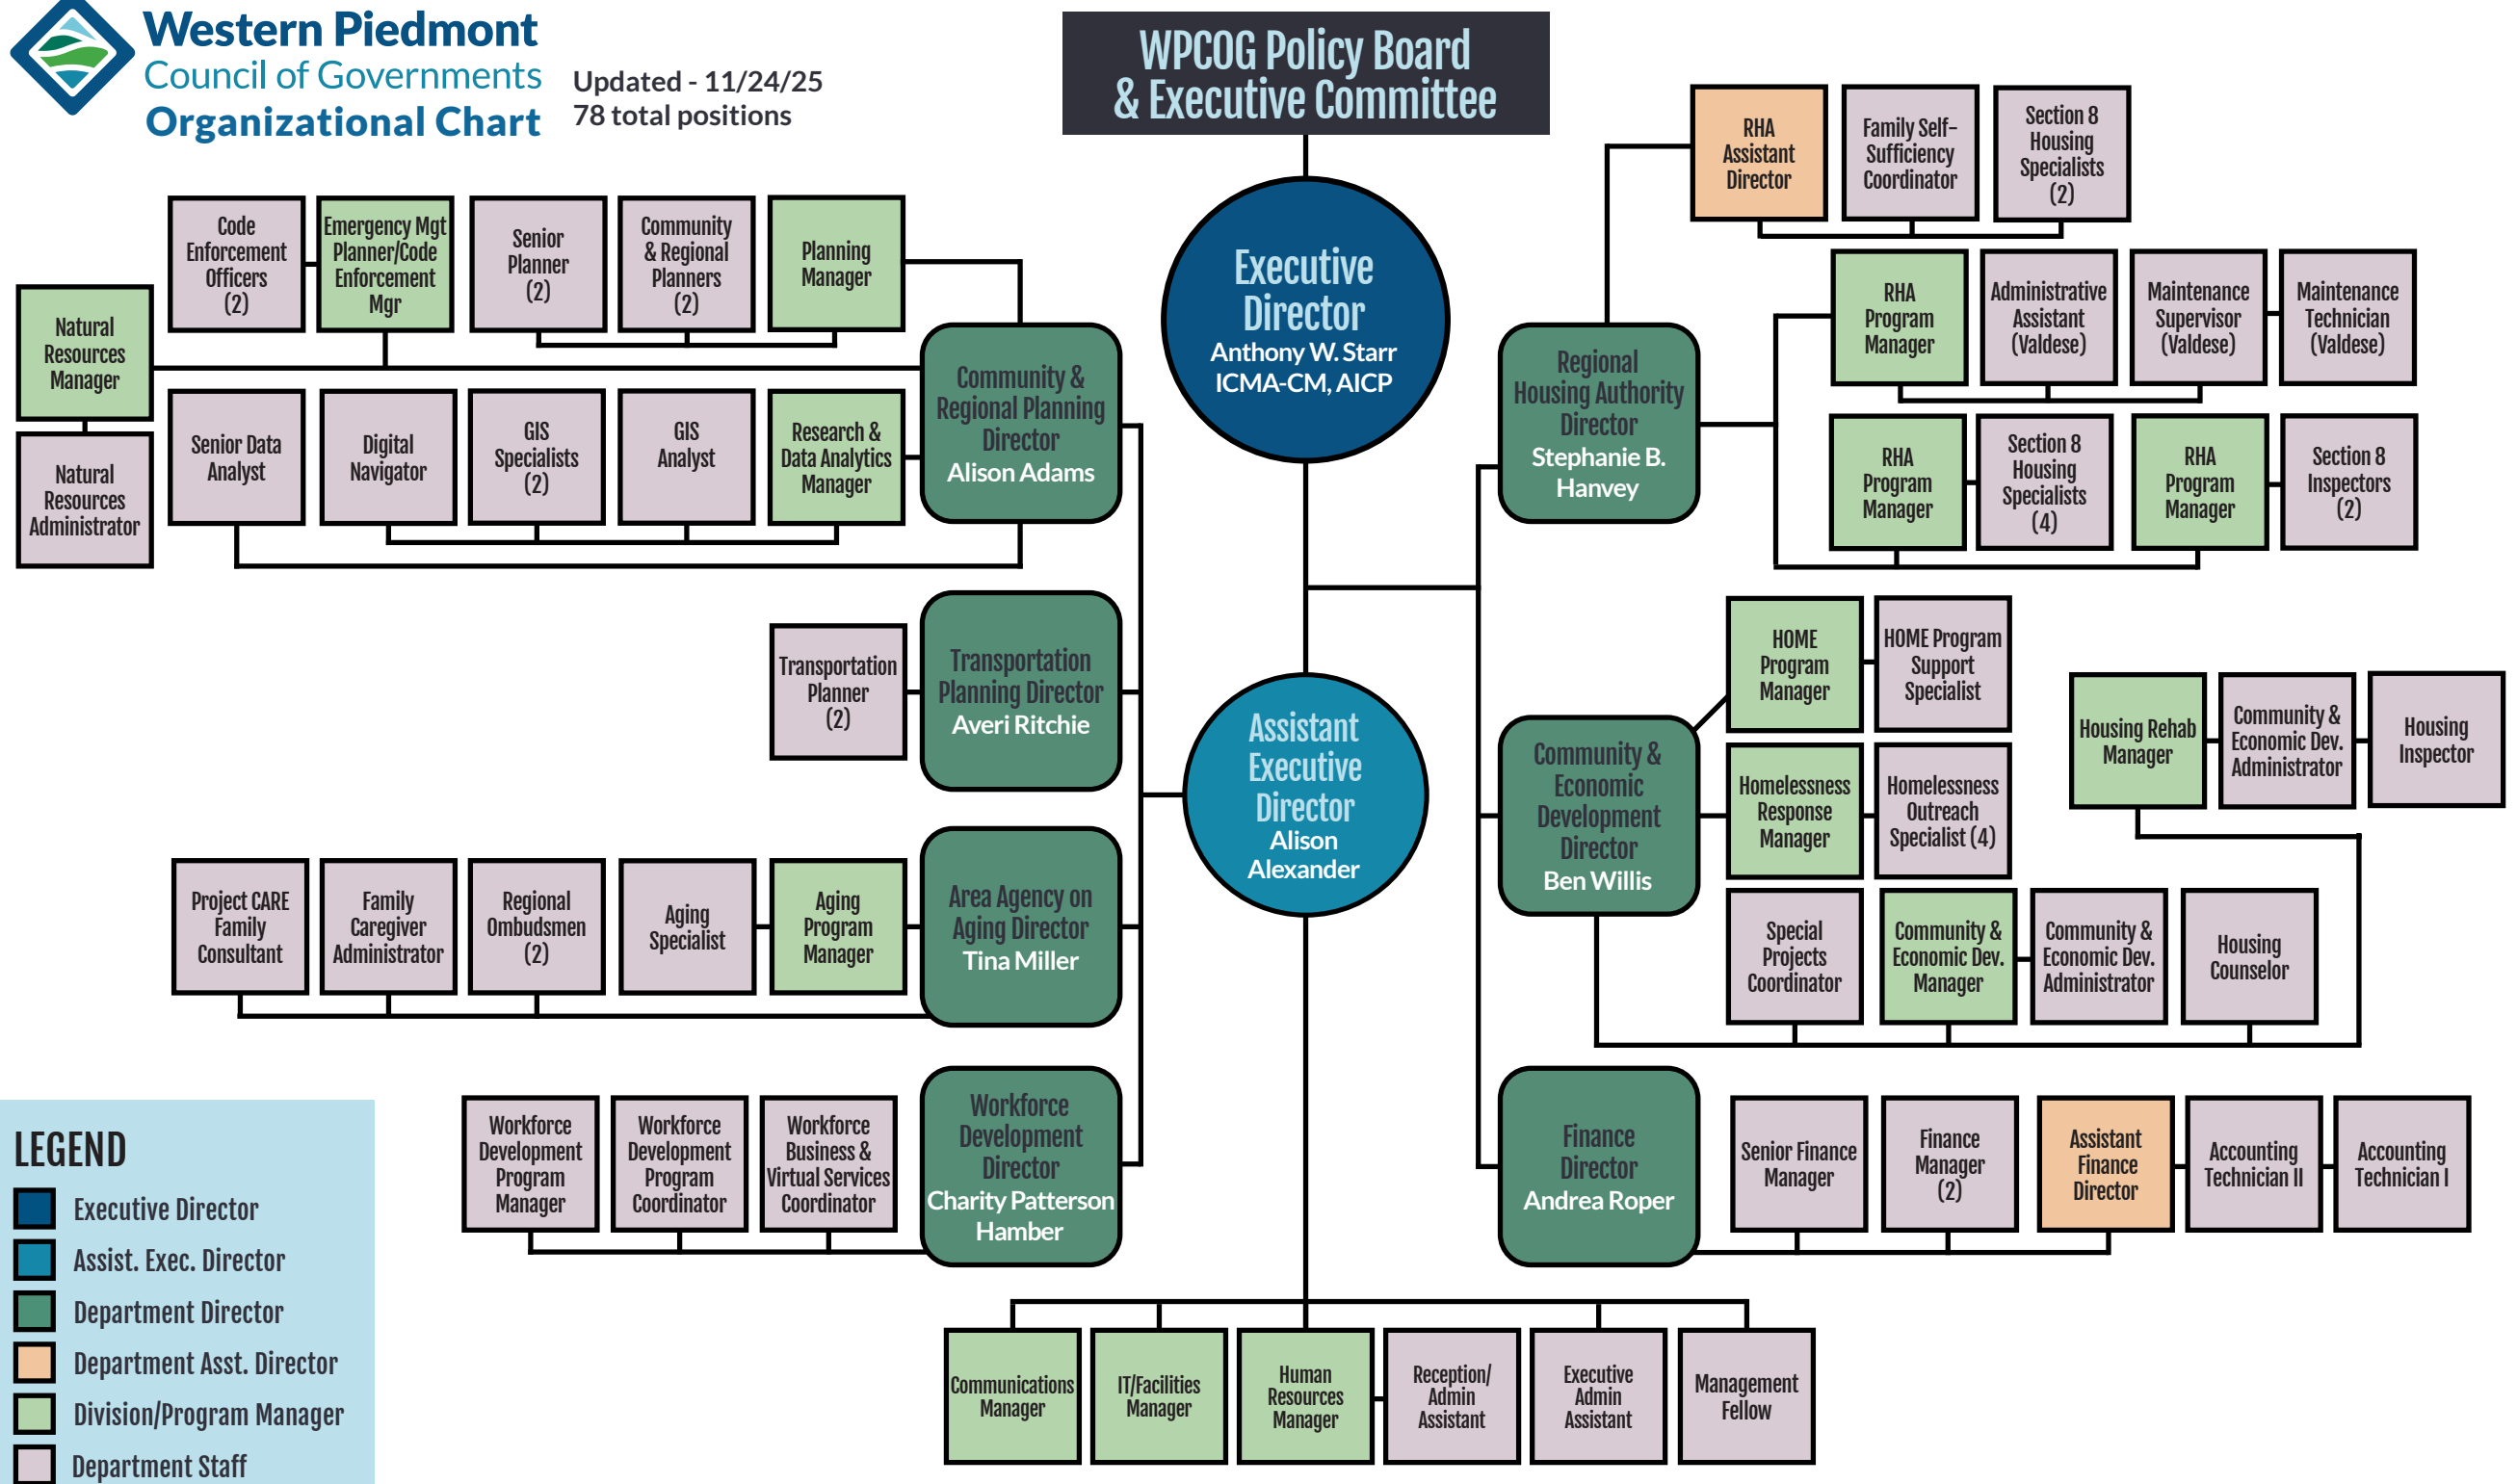 Western Piedmont
Council of Governments
Organizational Chart
Updated - 11/24/25
78 total positions
WPCOG Policy Board
& Executive Committee
Executive
Director
Anthony W. Starr
ICMA-CM, AICP
Assistant
Executive
Director
Alison
Alexander
Code
Enforcement
Officers
(2)
Emergency Mgt
Planner/Code
Enforcement
Mgr
Senior
Planner
(2)
Community
& Regional
Planners
(2)
Planning
Manager
Natural
Resources
Manager
Natural
Resources
Administrator
Senior Data
Analyst
Digital
Navigator
GIS
Specialists
(2)
GIS
Analyst
Research &
Data Analytics
Manager
Community &
Regional Planning
Director
Alison Adams
Transportation
Planner
(2)
Transportation
Planning Director
Averi Ritchie
Project CARE
Family
Consultant
Family
Caregiver
Administrator
Regional
Ombudsmen
(2)
Aging
Specialist
Aging
Program
Manager
Area Agency on
Aging Director
Tina Miller
Workforce
Development
Program
Manager
Workforce
Development
Program
Coordinator
Workforce
Business &
Virtual Services
Coordinator
Workforce
Development
Director
Charity Patterson
Hamber
RHA
Assistant
Director
Family Self-
Sufficiency
Coordinator
Section 8
Housing
Specialists
(2)
RHA
Program
Manager
Administrative
Assistant
(Valdese)
Maintenance
Supervisor
(Valdese)
Maintenance
Technician
(Valdese)
Regional
Housing Authority
Director
Stephanie B.
Hanvey
RHA
Program
Manager
Section 8
Housing
Specialists
(4)
RHA
Program
Manager
Section 8
Inspectors
(2)
HOME
Program
Manager
HOME Program
Support
Specialist
Community &
Economic
Development
Director
Ben Willis
Homelessness
Response
Manager
Homelessness
Outreach
Specialist (4)
Housing Rehab
Manager
Community &
Economic Dev.
Administrator
Housing
Inspector
Special
Projects
Coordinator
Community &
Economic Dev.
Manager
Community &
Economic Dev.
Administrator
Housing
Counselor
Finance
Director
Andrea Roper
Senior Finance
Manager
Finance
Manager
(2)
Assistant
Finance
Director
Accounting
Technician II
Accounting
Technician I
Communications
Manager
IT/Facilities
Manager
Human
Resources
Manager
Reception/
Admin
Assistant
Executive
Admin
Assistant
Management
Fellow
LEGEND
Executive Director
Assist. Exec. Director
Department Director
Department Asst. Director
Division/Program Manager
Department Staff